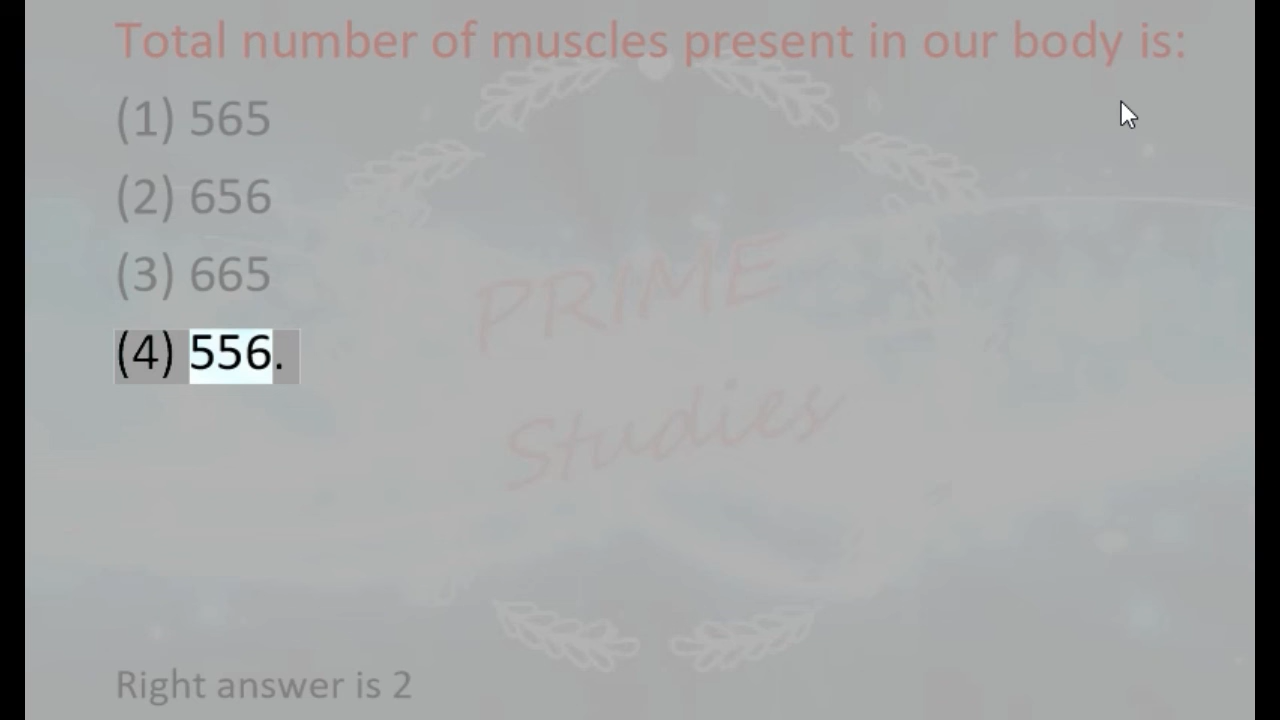 Total number of muscles present in our body is:
(1) 565
(2) 656
(3) 665
(4) 556.
PRIME
Studies
Right answer is 2